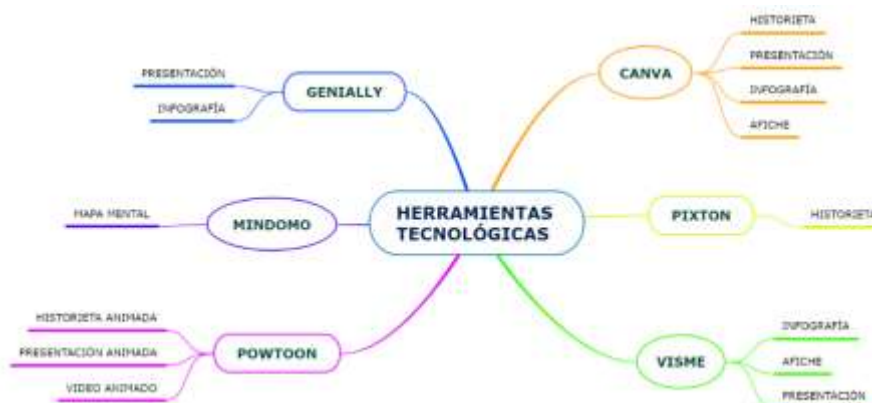 HERRAMIENTAS
TECNOLÓGICAS
GENIALLY
PRESENTACIÓN
INFOGRAFÍA
MINDOMO
MAPA MENTAL
POWTOON
HISTORIETA ANIMADA
PRESENTACIÓN ANIMADA
VIDEO ANIMADO
CANVA
HISTORIETA
PRESENTACIÓN
INFOGRAFÍA
AFICHE
PIXTON
HISTORIETA
VISME
INFOGRAFÍA
AFICHE
PRESENTACIÓN